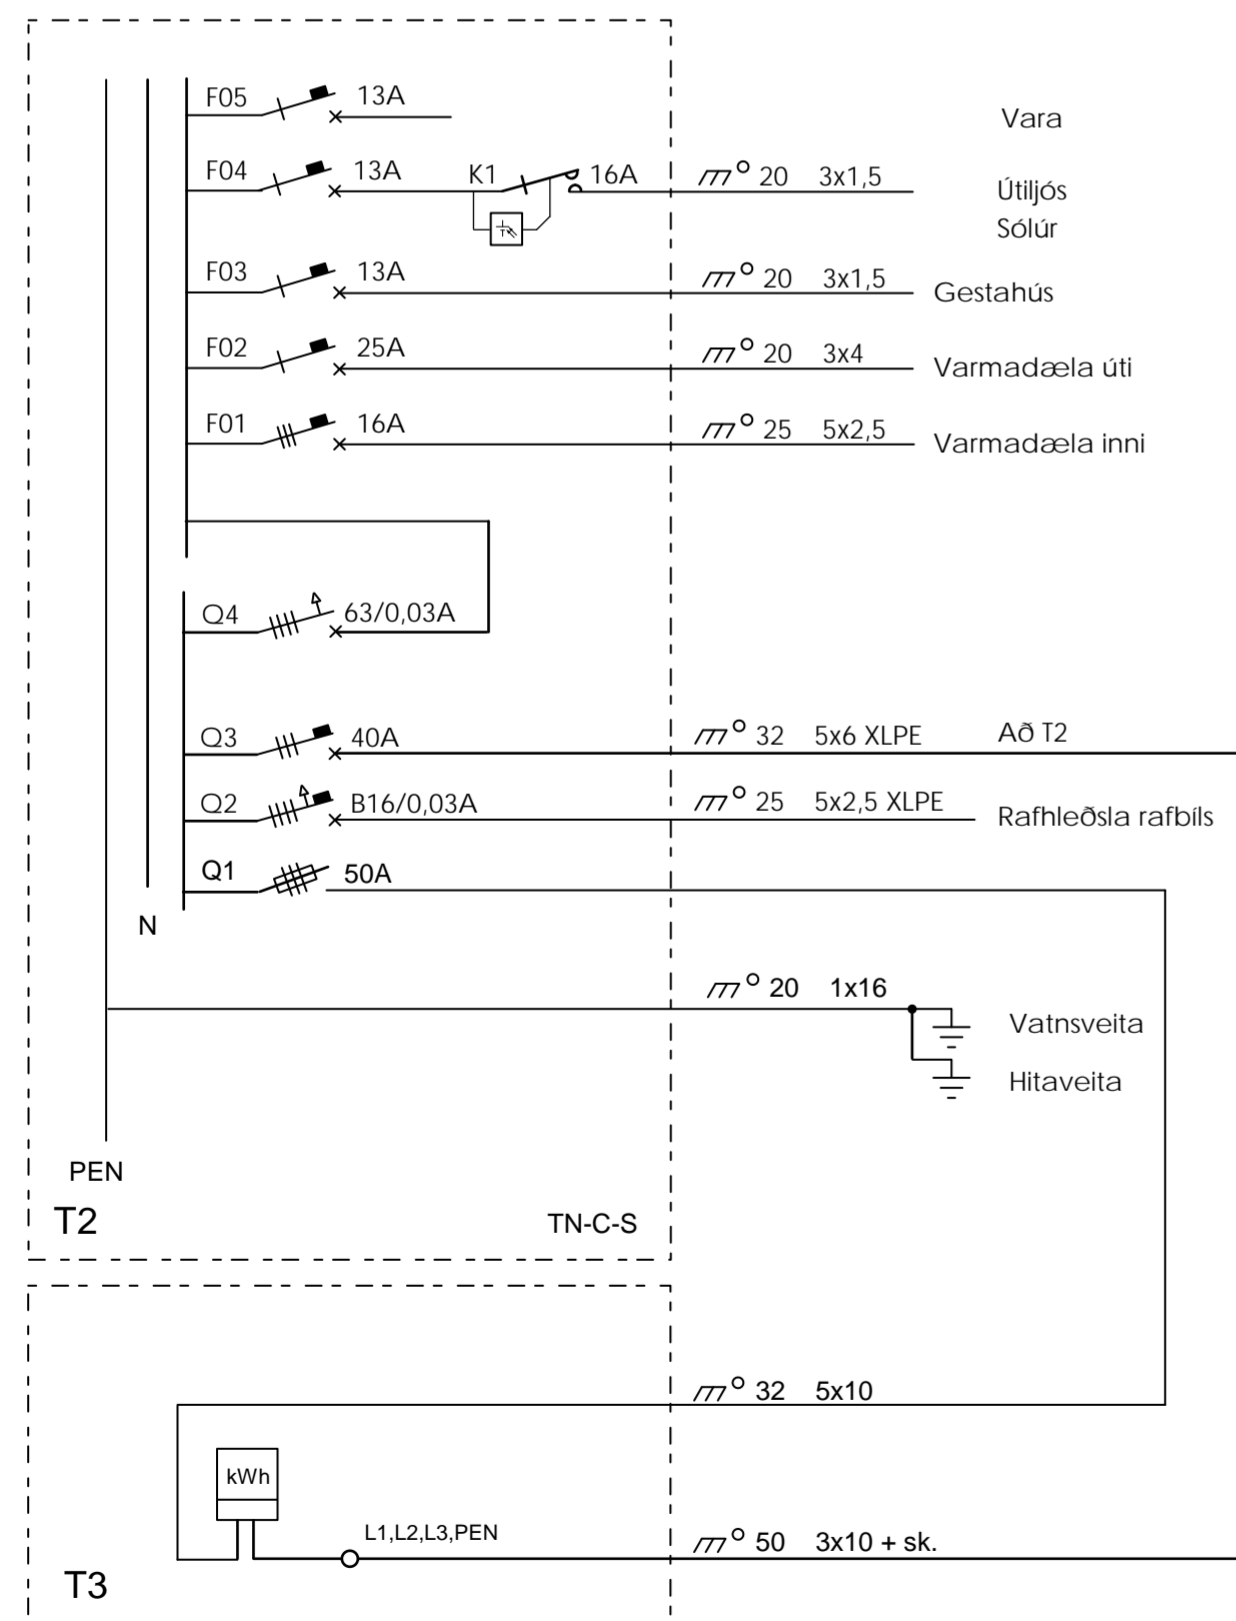 F05 13A Vara
F04 13A K1 16A 20 3x1,5 Útiljós
Sólúr
F03 13A 20 3x1,5 Gestahús
F02 25A 20 3x4 Varmadæla úti
F01 16A 25 5x2,5 Varmadæla inni
Q4 63/0,03A
Q3 40A 32 5x6 XLPE Að T2
Q2 B16/0,03A 25 5x2,5 XLPE Rafhleðsla rafbíls
Q1 50A
N
20 1x16
Vatnsveita
Hitaveita
PEN
T2 TN-C-S
32 5x10
kWh
L1,L2,L3,PEN 50 3x10 + sk.
T3